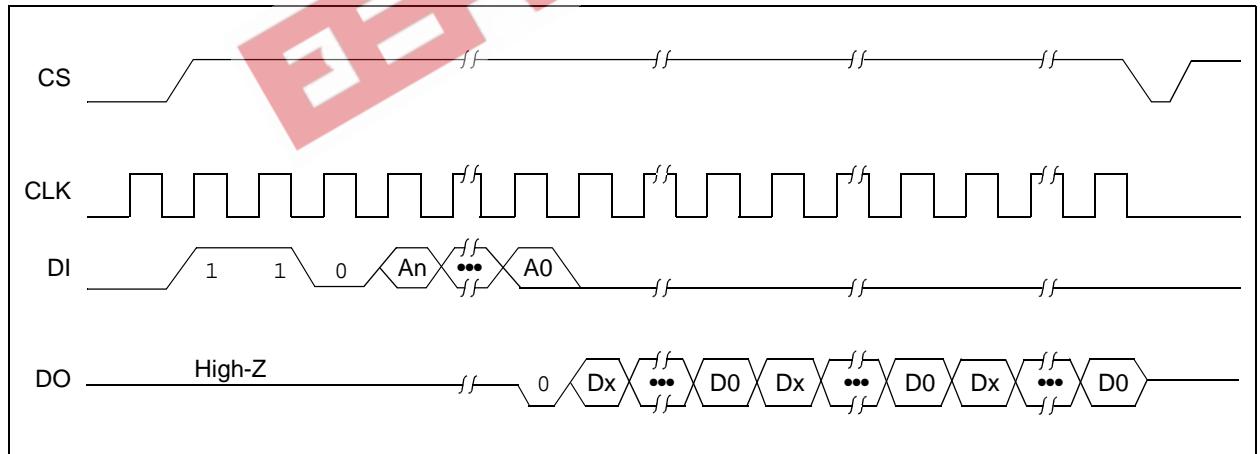 CS
CLK
DI 1 1 0 An ••• A0
High-Z
DO 0 Dx ••• D0 Dx ••• D0 Dx ••• D0